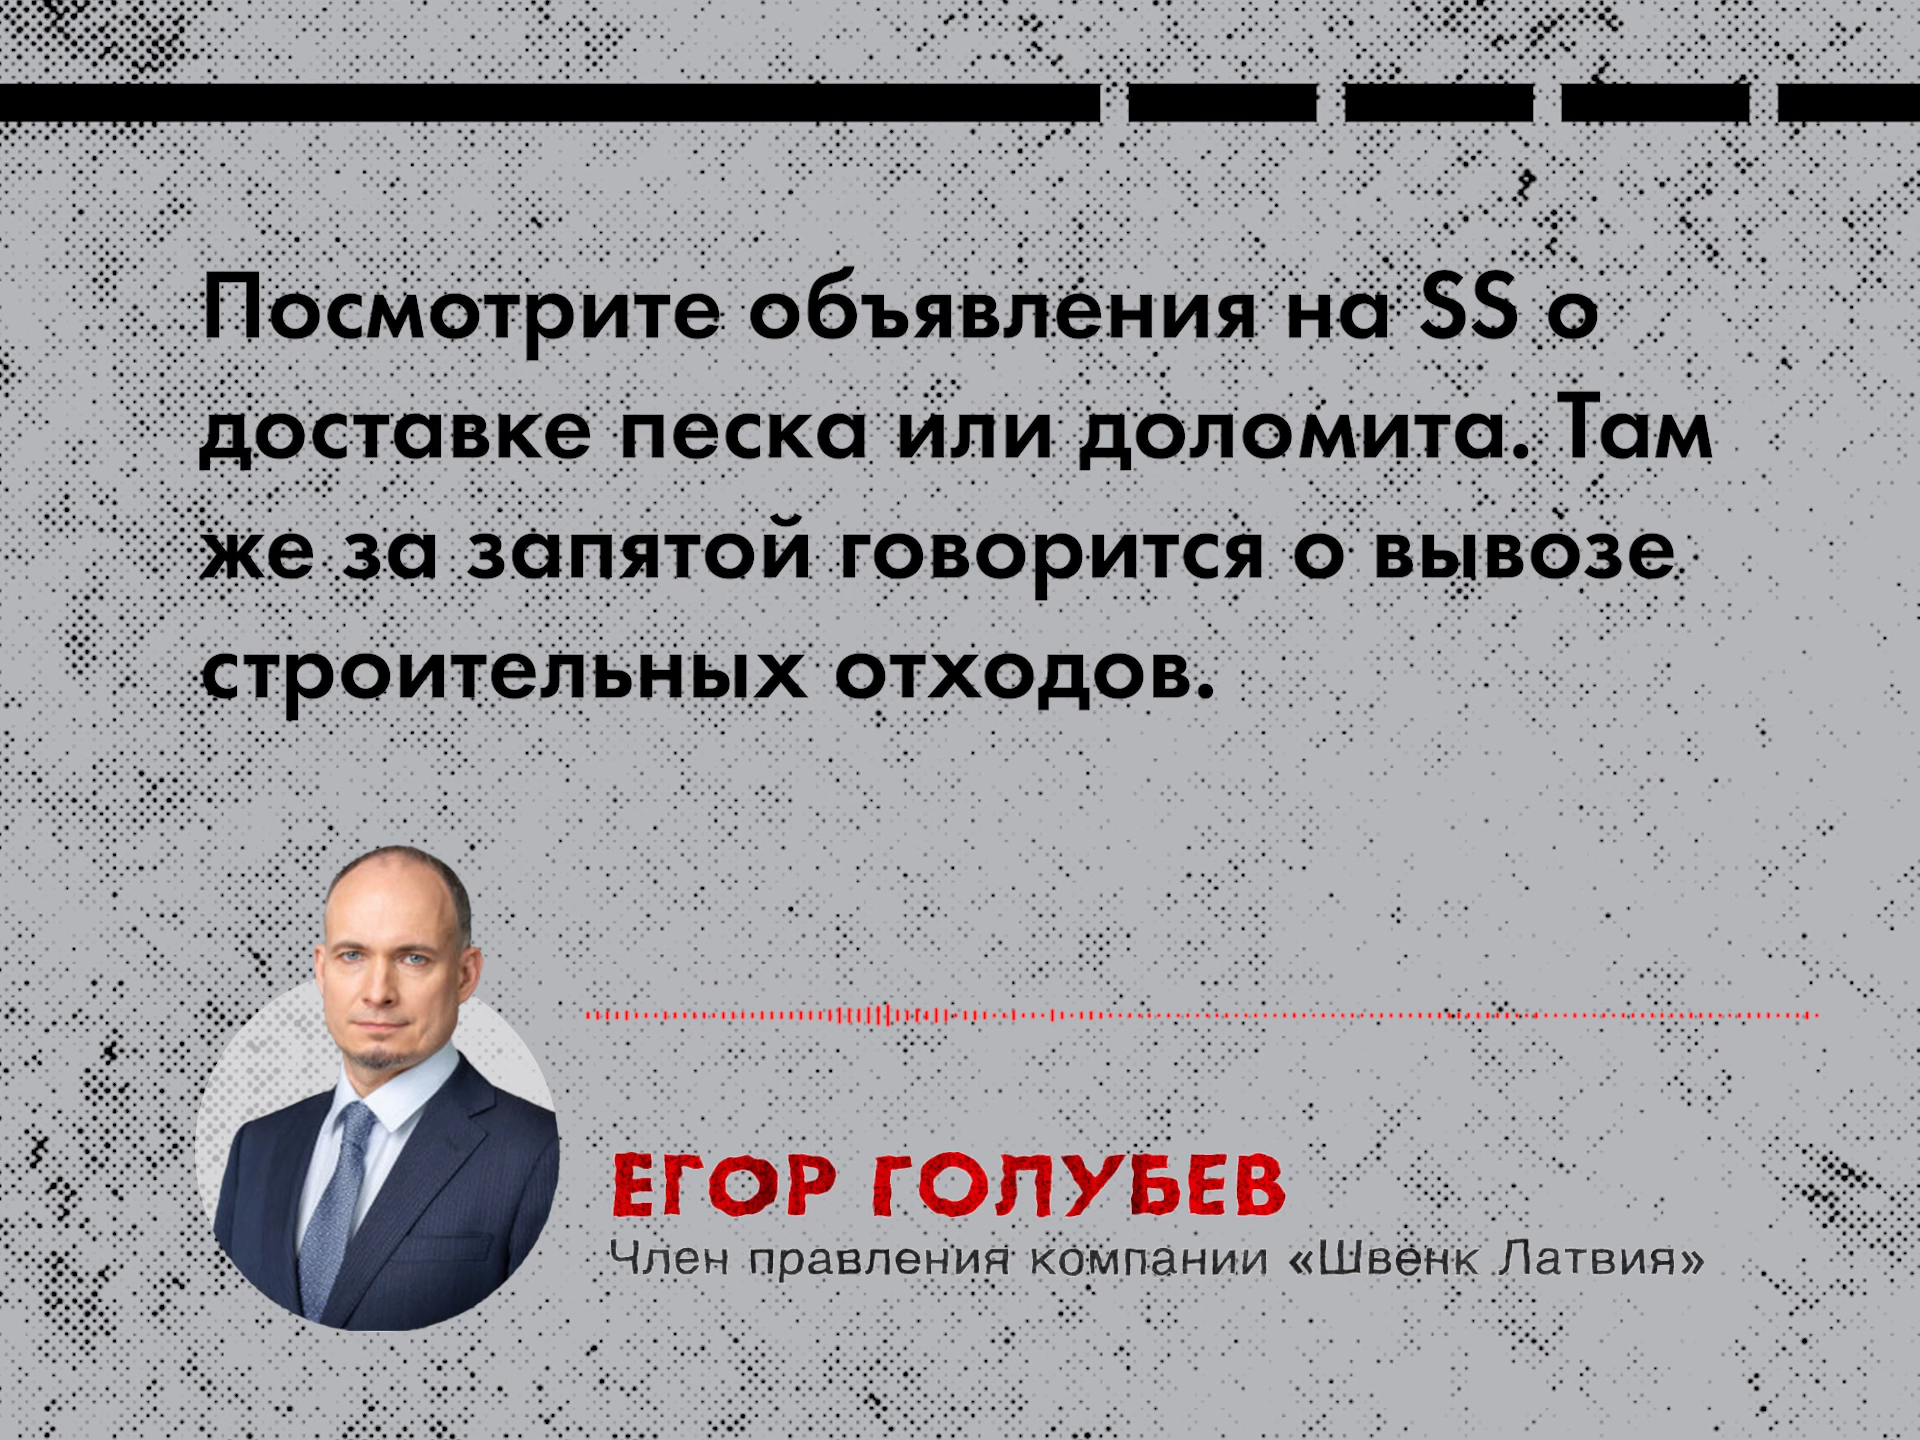 Посмотрите объявления на SS о
доставке песка или доломита. Там
же за запятой говорится о вывозе
строительных отходов.
ЕГОР ГОЛУБЕВ
Член правления компании «Швенк Латвия»